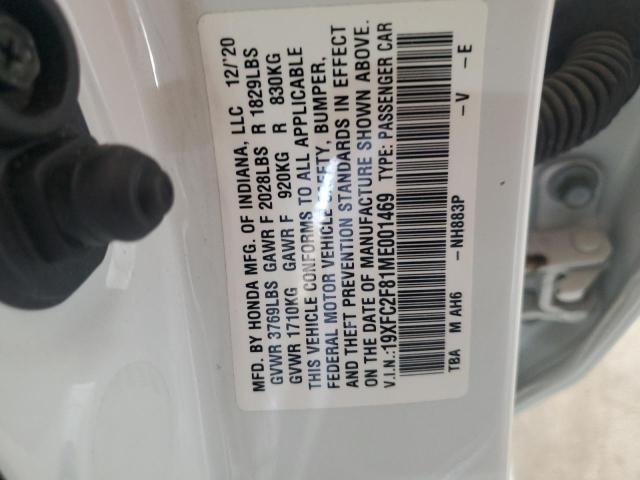 MFD. BY HONDA MFG. OF INDIANA, LLC 12/'20
GVWR 3769LBS GAWR F 2028LBS R 1829LBS
GVWR 1710KG GAWR F 920KG R 830KG
THIS VEHICLE CONFORMS TO ALL APPLICABLE
FEDERAL MOTOR VEHICLE SAFETY, BUMPER,
AND THEFT PREVENTION STANDARDS IN EFFECT
ON THE DATE OF MANUFACTURE SHOWN ABOVE.
V.I.N.:19XFC2F81ME001469 TYPE: PASSENGER CAR
TBA M AH6 -NH883P -V -E